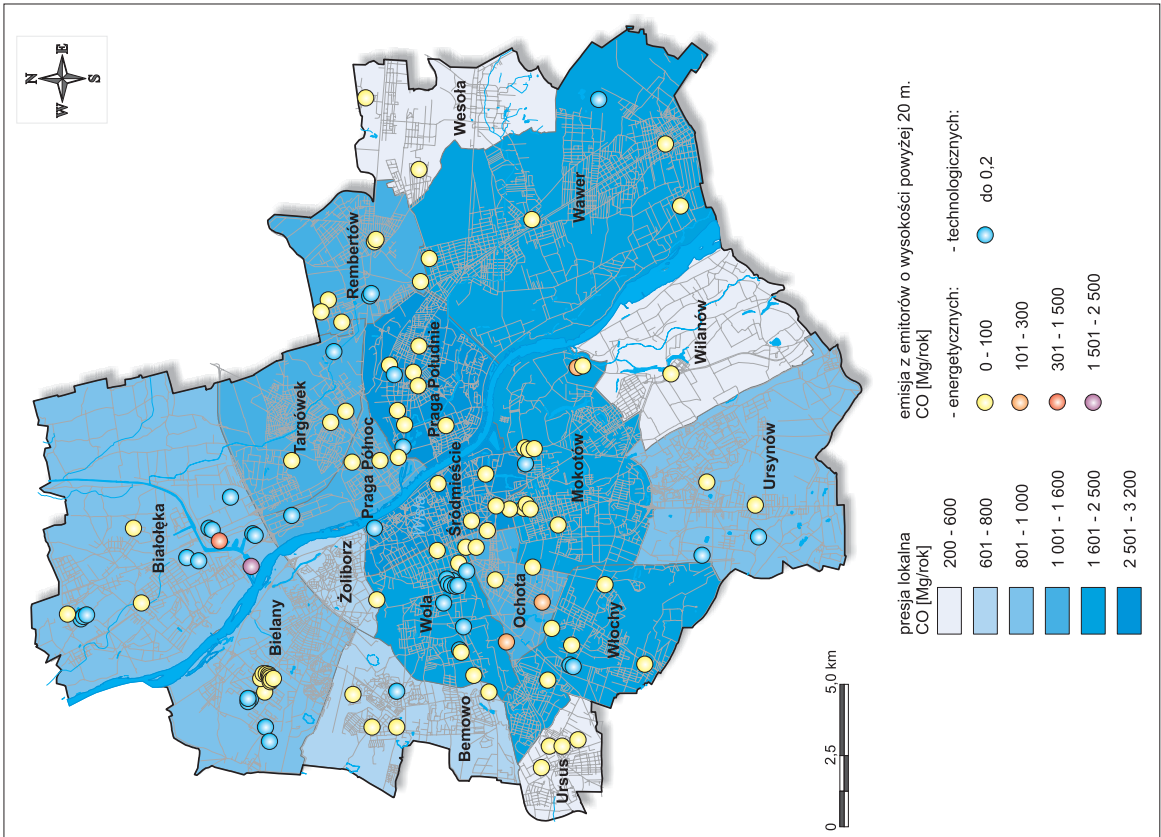 N
W
E
S
Wesoła
Rembertów
Wawer
Białołęka
Targówek
Praga Północ
Praga Południe
Śródmieście
Bielany
Żoliborz
Wola
Ochota
Mokotów
Wilanów
Ursynów
Włochy
Bemowo
Ursus
0
2,5
5,0 km
presja lokalna
CO [Mg/rok]
200 - 600
601 - 800
801 - 1 000
1 001 - 1 600
1 601 - 2 500
2 501 - 3 200
emisja z emitorów o wysokości powyżej 20 m.
CO [Mg/rok]
- energetycznych:
0 - 100
101 - 300
301 - 1 500
1 501 - 2 500
- technologicznych:
do 0,2